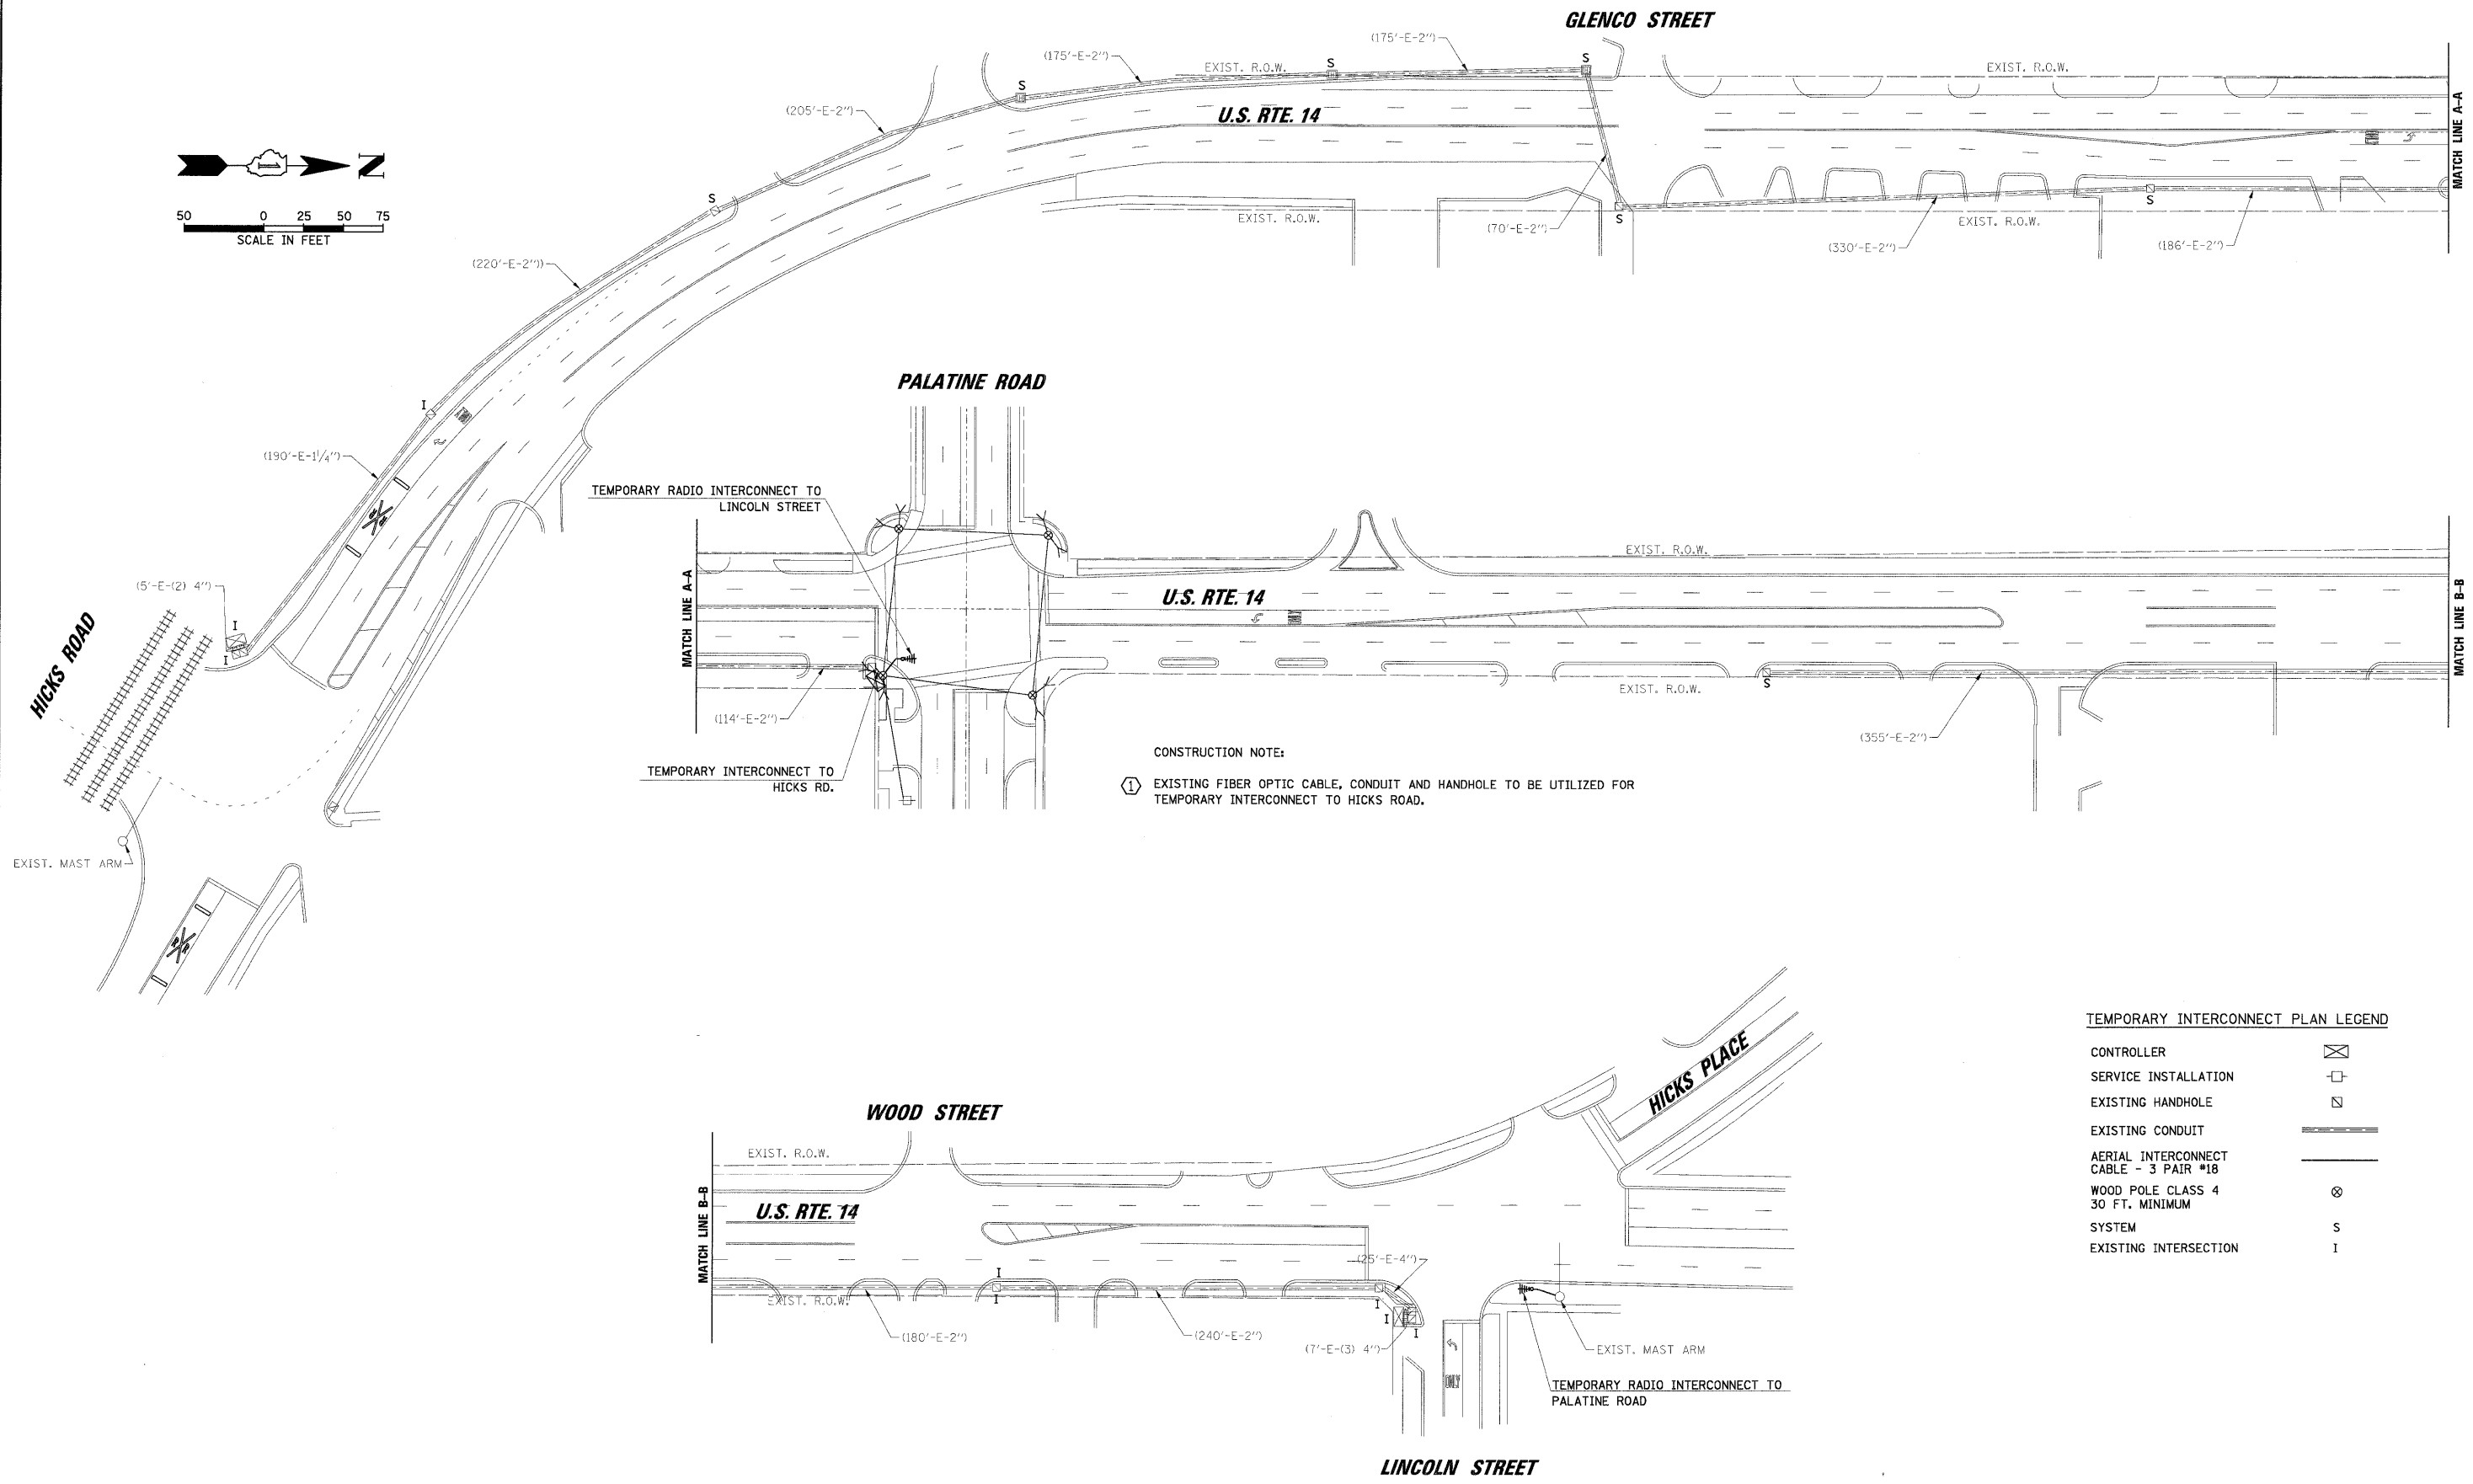 GLENCO STREET
(175'-E-2")
S
S
EXIST. R.O.W.
(175'-E-2")
EXIST. R.O.W.
S
(205'-E-2")
U.S. RTE. 14
MATCH LINE A-A
N
50 0 25 50 75
SCALE IN FEET
S
EXIST. R.O.W.
S
(70'-E-2")
S
EXIST. R.O.W.
(330'-E-2")
(186'-E-2")
(220'-E-2"))
I
(190'-E-1¼")
PALATINE ROAD
TEMPORARY RADIO INTERCONNECT TO
LINCOLN STREET
R R
EXIST. R.O.W.
(5'-E-(2) 4")
I
I
HICKS ROAD
MATCH LINE A-A
U.S. RTE. 14
MATCH LINE B-B
EXIST. R.O.W.
S
(114'-E-2")
(355'-E-2")
TEMPORARY INTERCONNECT TO
HICKS RD.
CONSTRUCTION NOTE:
1 EXISTING FIBER OPTIC CABLE, CONDUIT AND HANDHOLE TO BE UTILIZED FOR
TEMPORARY INTERCONNECT TO HICKS ROAD.
EXIST. MAST ARM
R R
HICKS PLACE
WOOD STREET
EXIST. R.O.W.
MATCH LINE B-B
U.S. RTE. 14
(25'-E-4")
I
I
EXIST. R.O.W.
I
I
I
(180'-E-2")
(240'-E-2")
(7'-E-(3) 4")
EXIST. MAST ARM
ONLY
TEMPORARY RADIO INTERCONNECT TO
PALATINE ROAD
LINCOLN STREET
TEMPORARY INTERCONNECT PLAN LEGEND
CONTROLLER
SERVICE INSTALLATION
EXISTING HANDHOLE
EXISTING CONDUIT
AERIAL INTERCONNECT
CABLE - 3 PAIR #18
WOOD POLE CLASS 4
30 FT. MINIMUM
SYSTEM S
EXISTING INTERSECTION I